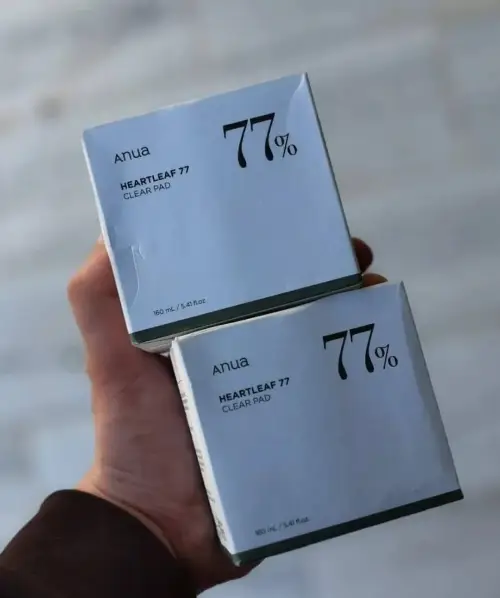 Anua
77%
HEARTLEAF 77
CLEAR PAD
160 mL / 5.41 fl.oz.
Anua
77%
HEARTLEAF 77
CLEAR PAD
160 mL / 5.41 fl.oz.